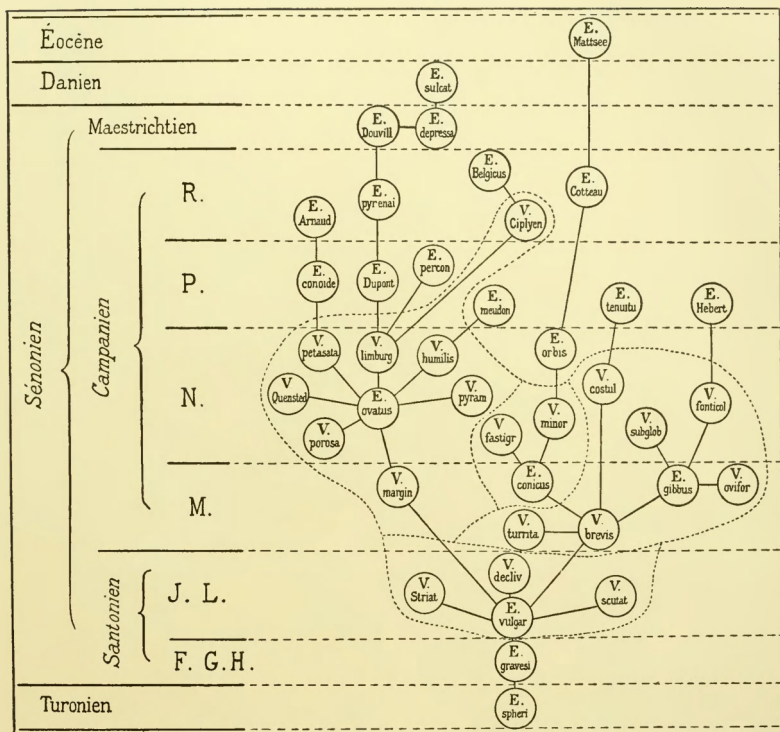 Éocène
E.
Mattsee
Danien
E.
sulcat
Sénonien
Maestrichtien
E.
Douvill
E.
depressa
Campanien
R.
E.
Belgicus
E.
Cotteau
E.
pyrenai
E.
Arnaud
V.
Ciplyen
P.
E.
percon
E.
conoide
E.
Dupont
E.
meudon
E.
tenuitu
E.
Hebert
N.
V.
petasata
V.
limburg
V.
humilis
E.
orbis
V.
costul
V
Quensted
E.
ovatus
V.
pyram
V.
fonticol
V.
minor
V.
subglob
V.
porosa
V.
fastigr
M.
V.
margin
E.
conicus
E.
gibbus
V.
ovifor
V.
turrita
V.
brevis
Santonien
J. L.
V.
decliv
V.
Striat
V.
scutat
E.
vulgar
F. G. H.
E.
gravesi
Turonien
E.
spheri